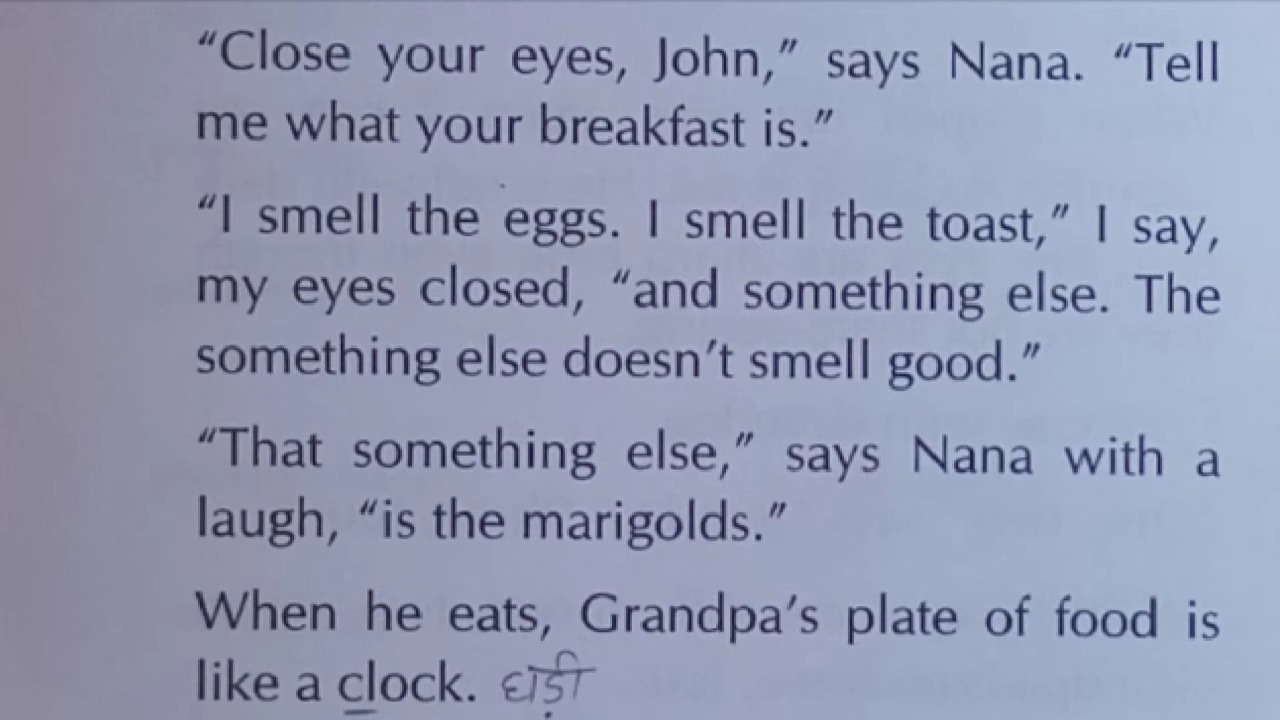 “Close your eyes, John,” says Nana. “Tell
me what your breakfast is.”
“I smell the eggs. I smell the toast,” I say,
my eyes closed, “and something else. The
something else doesn’t smell good.”
“That something else,” says Nana with a
laugh, “is the marigolds.”
When he eats, Grandpa’s plate of food is
like a clock. घड़ी